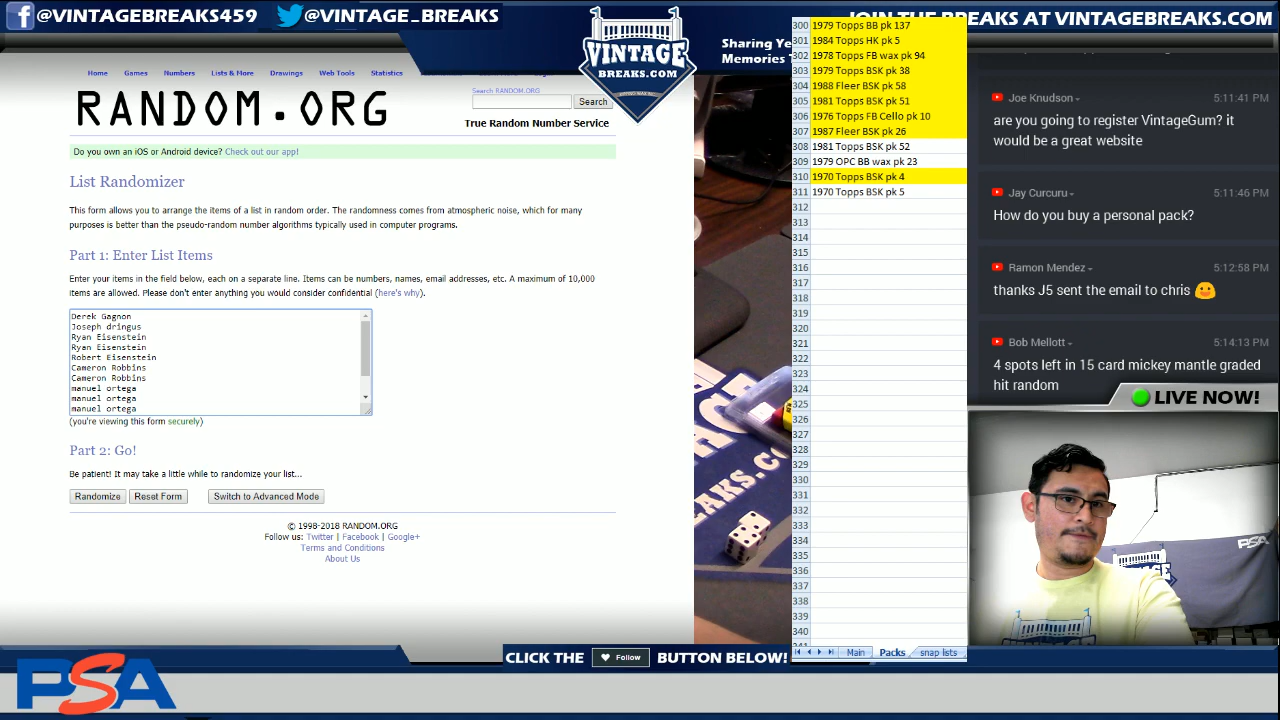 @VINTAGEBREAKS459
@VINTAGE_BREAKS
VINTAGE
BREAKS.COM
Sharing Ye
Memories T
JOIN THE BREAKS AT VINTAGEBREAKS.COM
Home Games Numbers Lists & More Drawings Web Tools Statistics
RANDOM.ORG
Search RANDOM.ORG
Search
True Random Number Service
Do you own an iOS or Android device? Check out our app!
List Randomizer
This form allows you to arrange the items of a list in random order. The randomness comes from atmospheric noise, which for many
purposes is better than the pseudo-random number algorithms typically used in computer programs.
Part 1: Enter List Items
Enter your items in the field below, each on a separate line. Items can be numbers, names, email addresses, etc. A maximum of 10,000
items are allowed. Please don't enter anything you would consider confidential (here's why).
Derek Gagnon
Joseph dringus
Ryan Eisenstein
Ryan Eisenstein
Robert Eisenstein
Cameron Robbins
Cameron Robbins
manuel ortega
manuel ortega
manuel ortega
(you're viewing this form securely)
Part 2: Go!
Be patient! It may take a little while to randomize your list...
Randomize Reset Form Switch to Advanced Mode
© 1998-2018 RANDOM.ORG
Follow us: Twitter | Facebook | Google+
Terms and Conditions
About Us
300 1979 Topps BB pk 137
301 1984 Topps HK pk 5
302 1978 Topps FB wax pk 94
303 1979 Topps BSK pk 38
304 1988 Fleer BSK pk 58
305 1981 Topps BSK pk 51
306 1976 Topps FB Cello pk 10
307 1987 Fleer BSK pk 26
308 1981 Topps BSK pk 52
309 1979 OPC BB wax pk 23
310 1970 Topps BSK pk 4
311 1970 Topps BSK pk 5
312
313
314
315
316
317
318
319
320
321
322
323
324
325
326
327
328
329
330
331
332
333
334
335
336
337
338
339
340
Main Packs snap lists
Joe Knudson 5:11:41 PM
are you going to register VintageGum? it
would be a great website
Jay Curcuru 5:11:46 PM
How do you buy a personal pack?
Ramon Mendez 5:12:58 PM
thanks J5 sent the email to chris
Bob Mellott 5:14:13 PM
4 spots left in 15 card mickey mantle graded
hit random
LIVE NOW!
PSA
CLICK THE Follow BUTTON BELOW!
PSA